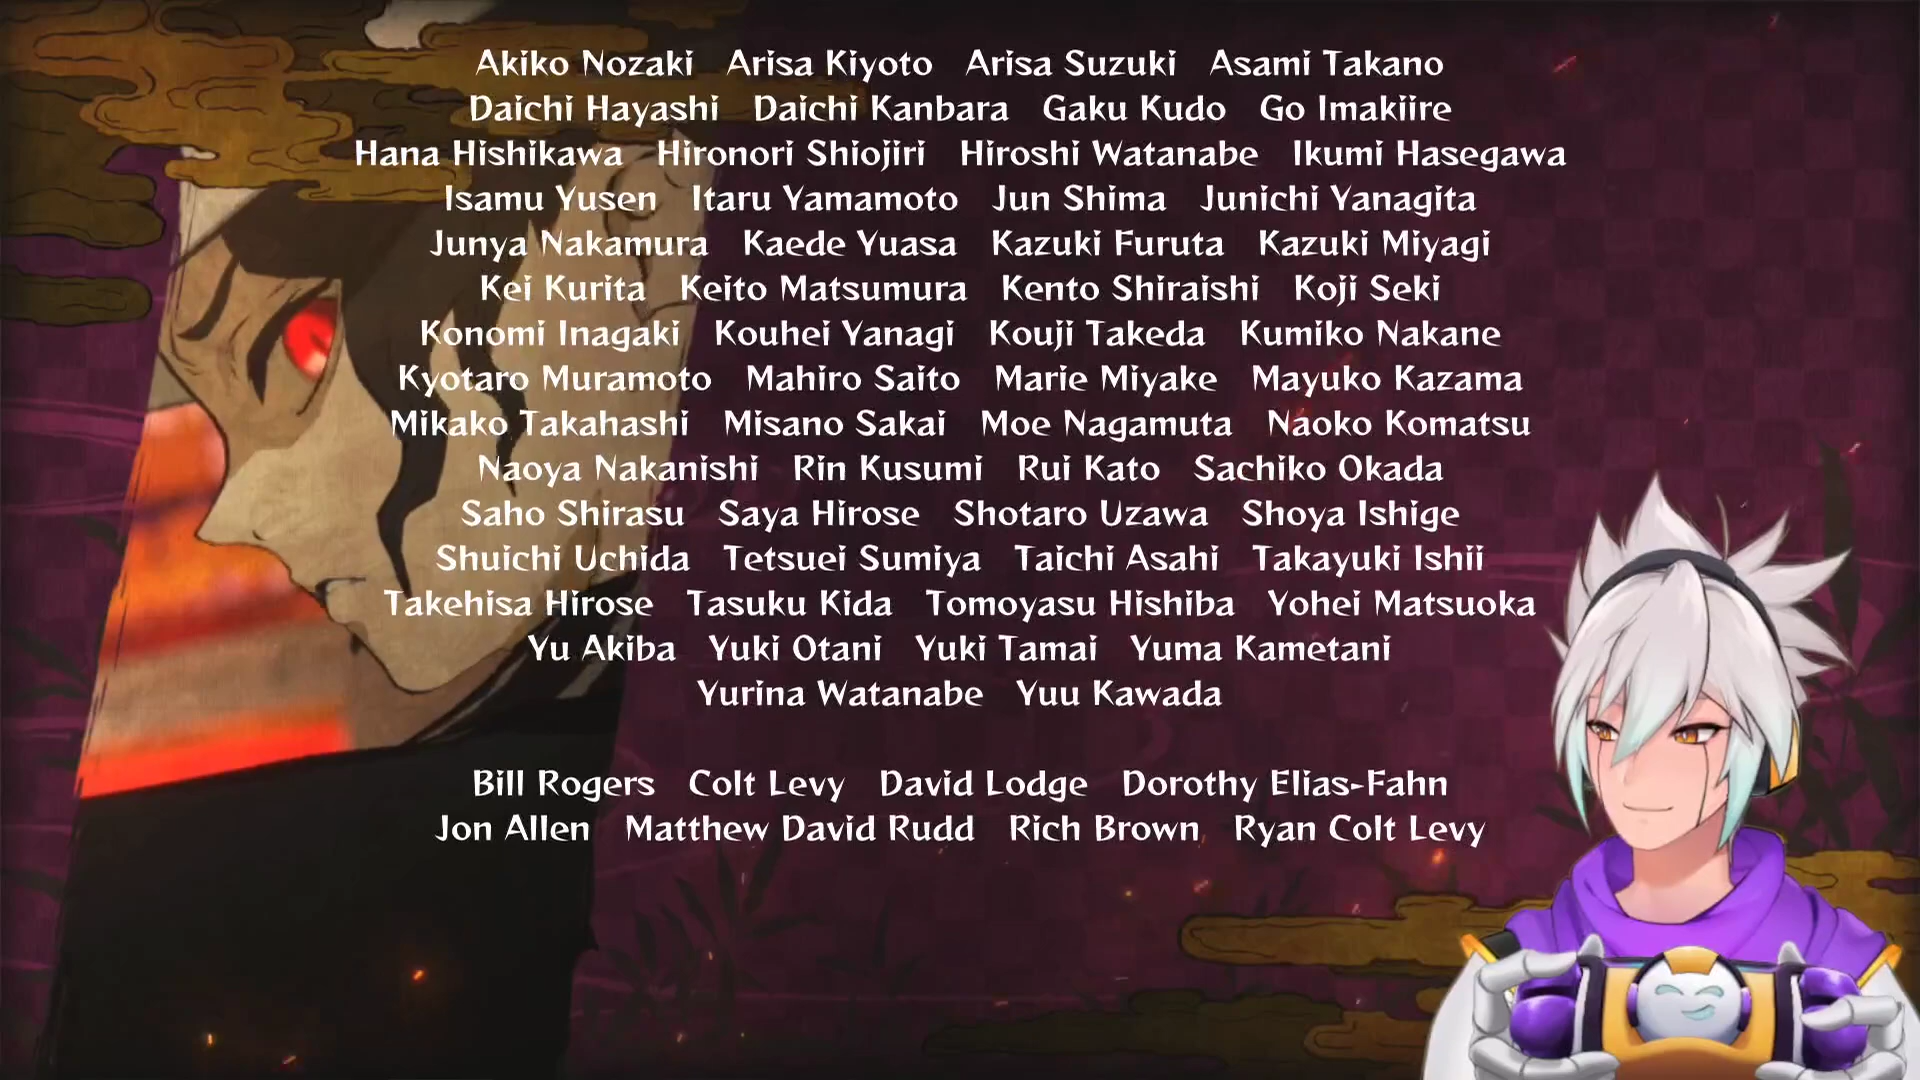 Akiko Nozaki Arisa Kiyoto Arisa Suzuki Asami Takano
Daichi Hayashi Daichi Kanbara Gaku Kudo Go Imakiire
Hana Hishikawa Hironori Shiojiri Hiroshi Watanabe Ikumi Hasegawa
Isamu Yusen Itaru Yamamoto Jun Shima Junichi Yanagita
Junya Nakamura Kaede Yuasa Kazuki Furuta Kazuki Miyagi
Kei Kurita Keito Matsumura Kento Shiraishi Koji Seki
Konomi Inagaki Kouhei Yanagi Kouji Takeda Kumiko Nakane
Kyotaro Muramoto Mahiro Saito Marie Miyake Mayuko Kazama
Mikako Takahashi Misano Sakai Moe Nagamuta Naoko Komatsu
Naoya Nakanishi Rin Kusumi Rui Kato Sachiko Okada
Saho Shirasu Saya Hirose Shotaro Uzawa Shoya Ishige
Shuichi Uchida Tetsuei Sumiya Taichi Asahi Takayuki Ishii
Takehisa Hirose Tasuku Kida Tomoyasu Hishiba Yohei Matsuoka
Yu Akiba Yuki Otani Yuki Tamai Yuma Kametani
Yurina Watanabe Yuu Kawada
Bill Rogers Colt Levy David Lodge Dorothy Elias-Fahn
Jon Allen Matthew David Rudd Rich Brown Ryan Colt Levy